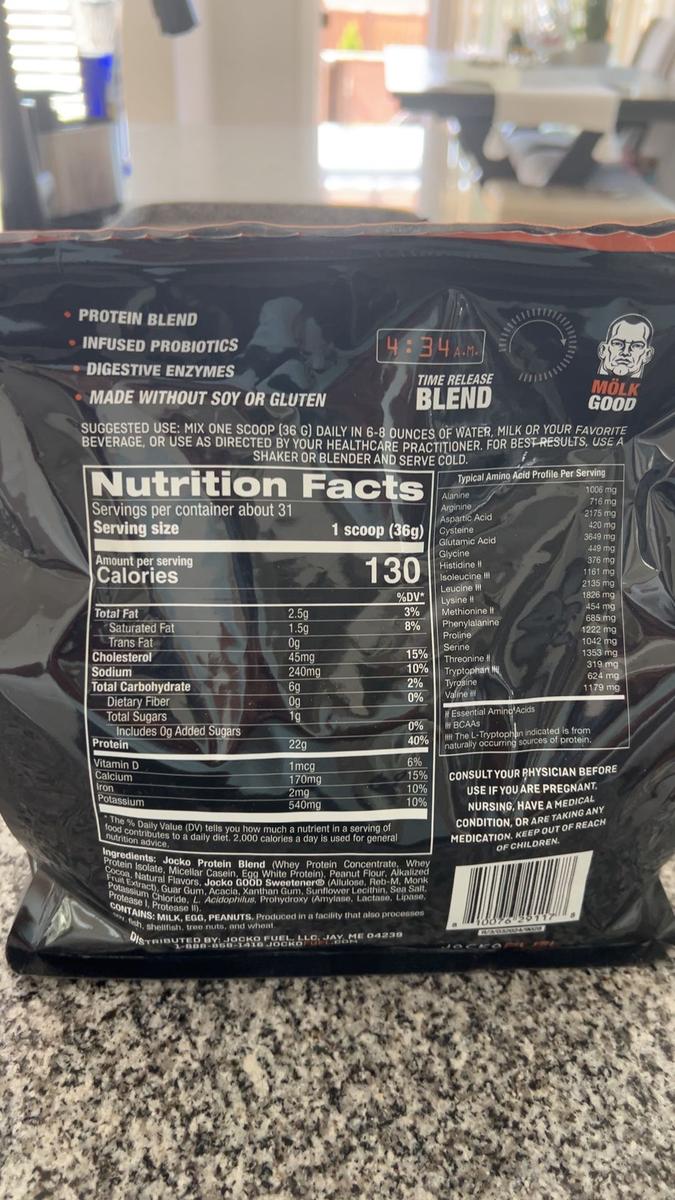 • PROTEIN BLEND
• INFUSED PROBIOTICS
• DIGESTIVE ENZYMES
• MADE WITHOUT SOY OR GLUTEN
4:34 A.M.
TIME RELEASE
BLEND
MÖLK
GOOD
SUGGESTED USE: MIX ONE SCOOP (36 G) DAILY IN 6-8 OUNCES OF WATER, MILK OR YOUR FAVORITE
BEVERAGE, OR USE AS DIRECTED BY YOUR HEALTHCARE PRACTITIONER. FOR BEST RESULTS, USE A
SHAKER OR BLENDER AND SERVE COLD.
Nutrition Facts
Servings per container about 31
Serving size 1 scoop (36g)
Amount per serving
Calories 130
%DV*
Total Fat 2.5g 3%
Saturated Fat 1.5g 8%
Trans Fat 0g
Cholesterol 45mg 15%
Sodium 240mg 10%
Total Carbohydrate 6g 2%
Dietary Fiber 0g 0%
Total Sugars 1g
Includes 0g Added Sugars 0%
Protein 22g 40%
Vitamin D 1mcg 6%
Calcium 170mg 15%
Iron 2mg 10%
Potassium 540mg 10%
* The % Daily Value (DV) tells you how much a nutrient in a serving of
food contributes to a daily diet. 2,000 calories a day is used for general
nutrition advice.
Typical Amino Acid Profile Per Serving
Alanine 1006 mg
Arginine 716 mg
Aspartic Acid 2175 mg
Cysteine 420 mg
Glutamic Acid 3649 mg
Glycine 449 mg
Histidine # 376 mg
Isoleucine ## 1161 mg
Leucine ## 2135 mg
Lysine # 1826 mg
Methionine # 454 mg
Phenylalanine 685 mg
Proline 1222 mg
Serine 1042 mg
Threonine # 1353 mg
Tryptophan 319 mg
Tyrosine 624 mg
Valine ## 1179 mg
# Essential Amino Acids
## BCAAs
### The L-Tryptophan indicated is from
naturally occurring sources of protein.
CONSULT YOUR PHYSICIAN BEFORE
USE IF YOU ARE PREGNANT,
NURSING, HAVE A MEDICAL
CONDITION, OR ARE TAKING ANY
MEDICATION. KEEP OUT OF REACH
OF CHILDREN.
Ingredients: Jocko Protein Blend (Whey Protein Concentrate, Whey
Protein Isolate, Micellar Casein, Egg White Protein), Peanut Flour, Alkalized
Cocoa, Natural Flavors, Jocko GOOD Sweetener® (Allulose, Reb-M, Monk
Fruit Extract), Guar Gum, Acacia, Xanthan Gum, Sunflower Lecithin, Sea Salt,
Potassium Chloride, L. Acidophilus, Prohydroxy (Amylase, Lactase, Lipase,
Protease I, Protease II).
CONTAINS: MILK, EGG, PEANUTS. Produced in a facility that also processes
fish, shellfish, tree nuts, and wheat.
DISTRIBUTED BY: JOCKO FUEL, LLC, JAY, ME 04239
1-888-858-1416 JOCKOFUEL.COM
10076 29117
JOCKOFUEL